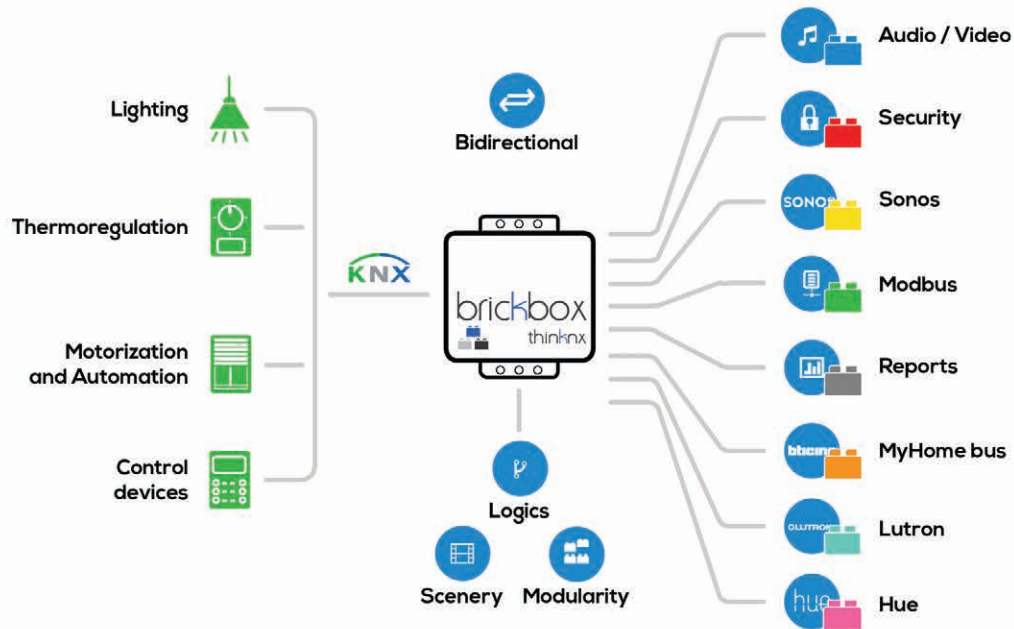 Lighting
Thermoregulation
Motorization
and Automation
Control
devices
KNX
Bidirectional
brickbox
thinknx
Logics
Scenery
Modularity
Audio / Video
Security
SONOS
Sonos
Modbus
Reports
bticino
MyHome bus
LUTRON
Lutron
hue
Hue